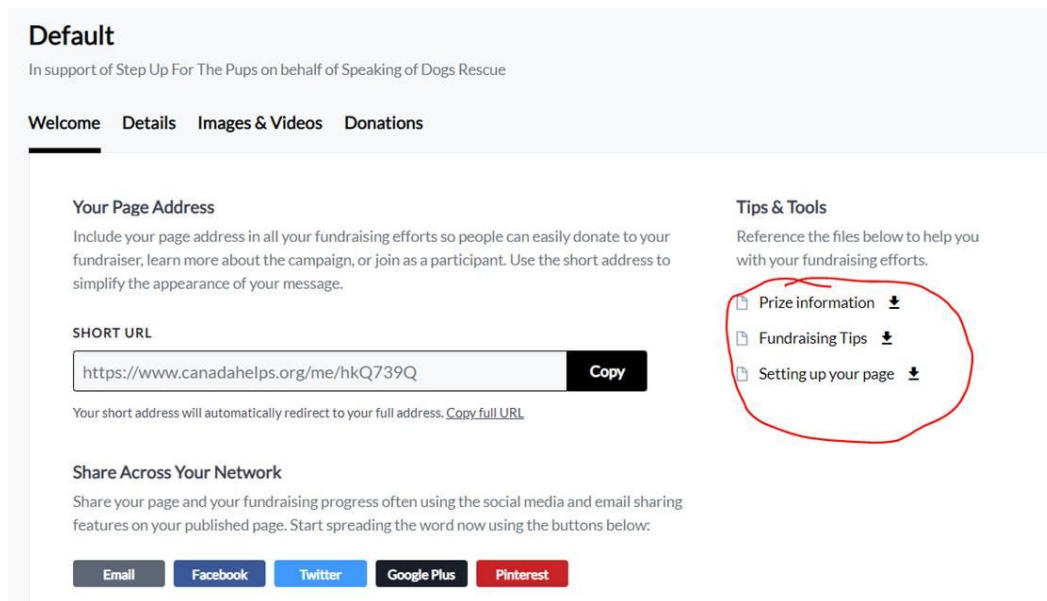 Default
In support of Step Up For The Pups on behalf of Speaking of Dogs Rescue
Welcome Details Images & Videos Donations
Your Page Address
Include your page address in all your fundraising efforts so people can easily donate to your
fundraiser, learn more about the campaign, or join as a participant. Use the short address to
simplify the appearance of your message.
SHORT URL
https://www.canadahelps.org/me/hkQ739Q Copy
Your short address will automatically redirect to your full address. Copy full URL
Share Across Your Network
Share your page and your fundraising progress often using the social media and email sharing
features on your published page. Start spreading the word now using the buttons below:
Email Facebook Twitter Google Plus Pinterest
Tips & Tools
Reference the files below to help you
with your fundraising efforts.
Prize information
Fundraising Tips
Setting up your page